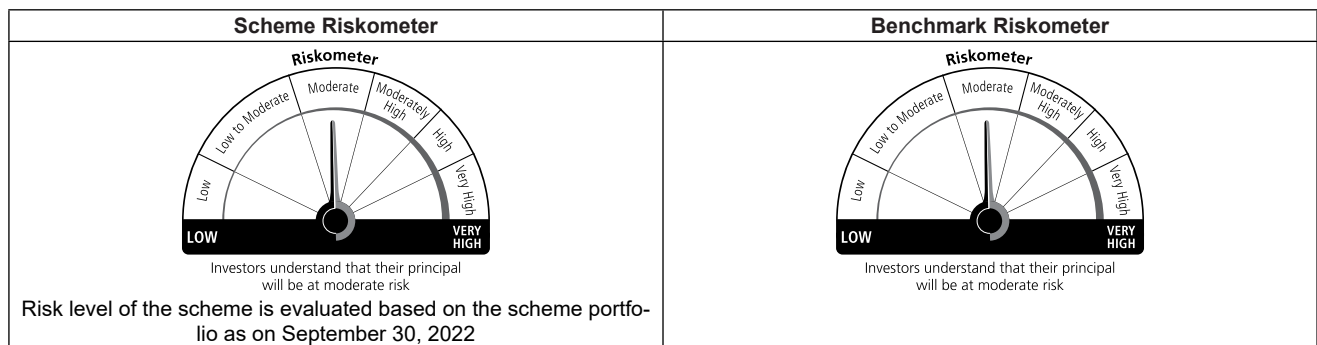 Scheme Riskometer
Benchmark Riskometer
Riskometer
Low
Low to Moderate
Moderate
Moderately
High
High
Very High
LOW
VERY
HIGH
Investors understand that their principal
will be at moderate risk
Risk level of the scheme is evaluated based on the scheme portfo-
lio as on September 30, 2022
Riskometer
Low
Low to Moderate
Moderate
Moderately
High
High
Very High
LOW
VERY
HIGH
Investors understand that their principal
will be at moderate risk